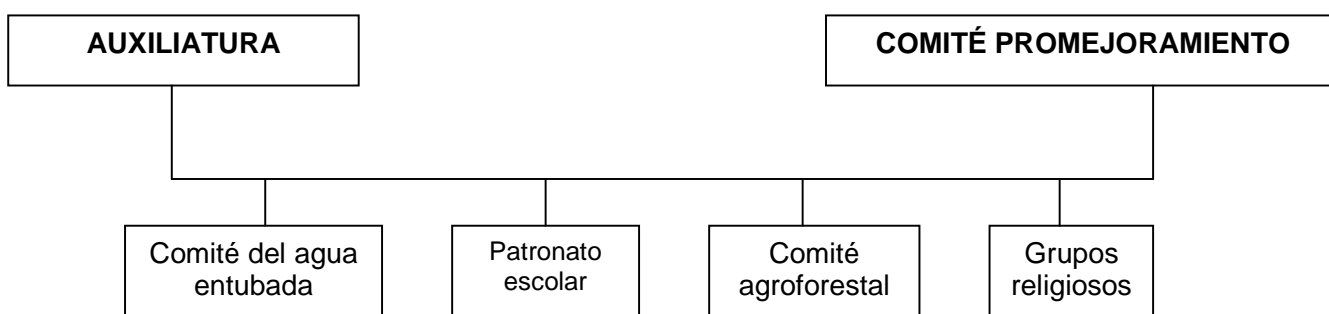 AUXILIATURA
COMITÉ PROMEJORAMIENTO
Comité del agua
entubada
Patronato
escolar
Comité
agroforestal
Grupos
religiosos